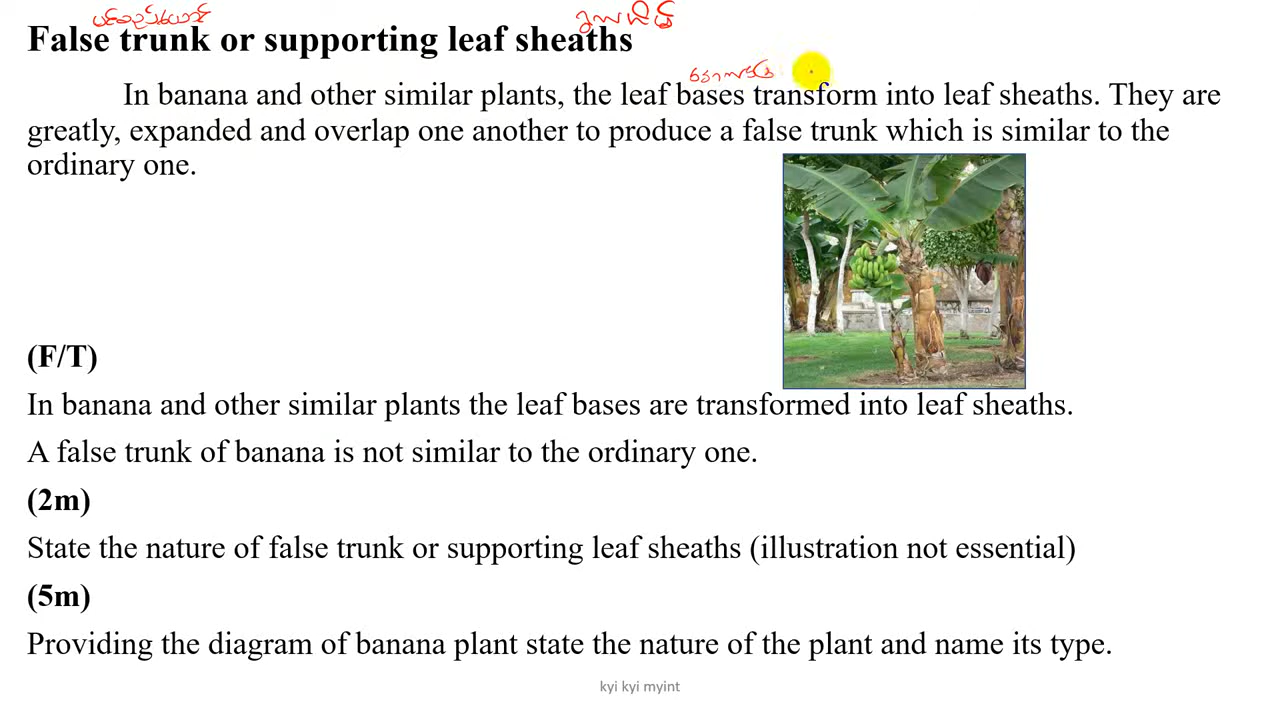 False trunk or supporting leaf sheaths
In banana and other similar plants, the leaf bases transform into leaf sheaths. They are
greatly, expanded and overlap one another to produce a false trunk which is similar to the
ordinary one.
(F/T)
In banana and other similar plants the leaf bases are transformed into leaf sheaths.
A false trunk of banana is not similar to the ordinary one.
(2m)
State the nature of false trunk or supporting leaf sheaths (illustration not essential)
(5m)
Providing the diagram of banana plant state the nature of the plant and name its type.
kyi kyi myint